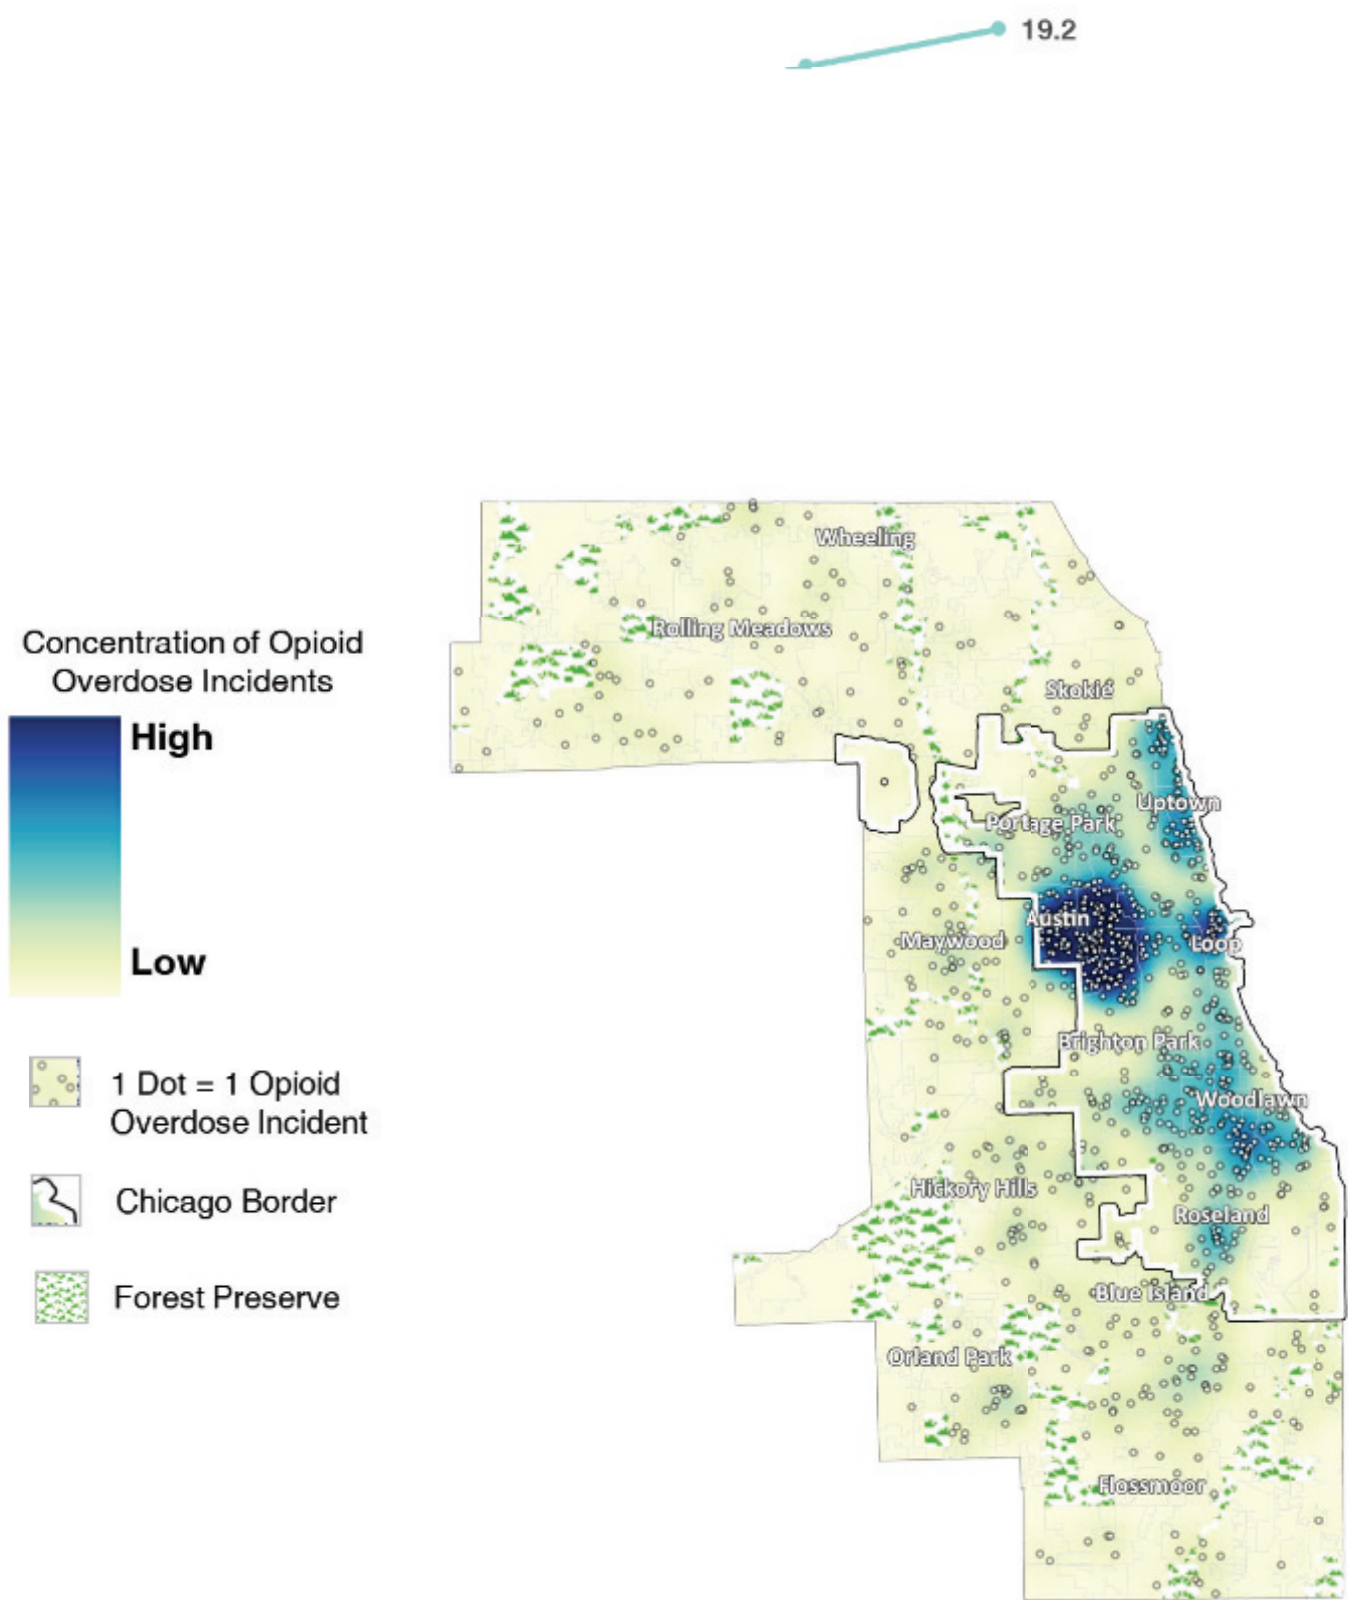 19.2
Wheeling
Rolling Meadows
Skokie
Concentration of Opioid
Overdose Incidents
High
Low
Uptown
Portage Park
Austin
Maywood
Loop
Brighton Park
Woodlawn
1 Dot = 1 Opioid
Overdose Incident
Chicago Border
Hickory Hills
Roseland
Forest Preserve
Blue Island
Orland Park
Flossmoor